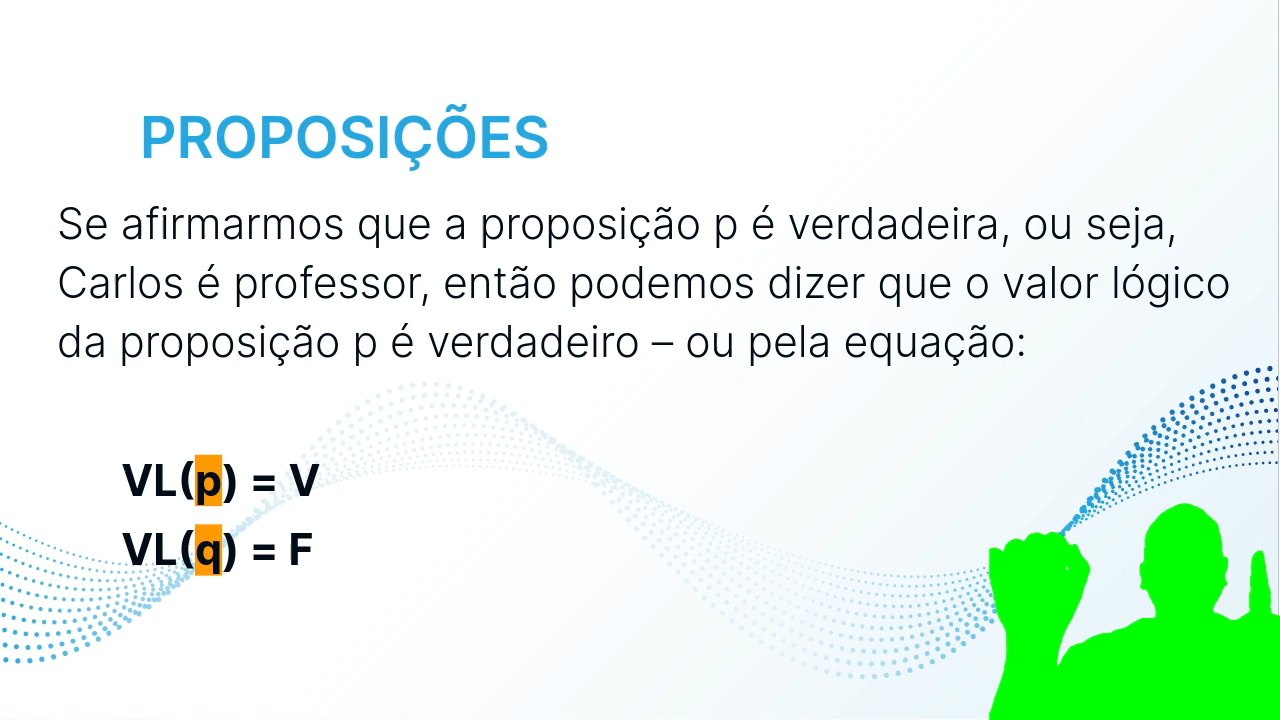 PROPOSIÇÕES
Se afirmarmos que a proposição p é verdadeira, ou seja,
Carlos é professor, então podemos dizer que o valor lógico
da proposição p é verdadeiro – ou pela equação:
VL(p) = V
VL(q) = F